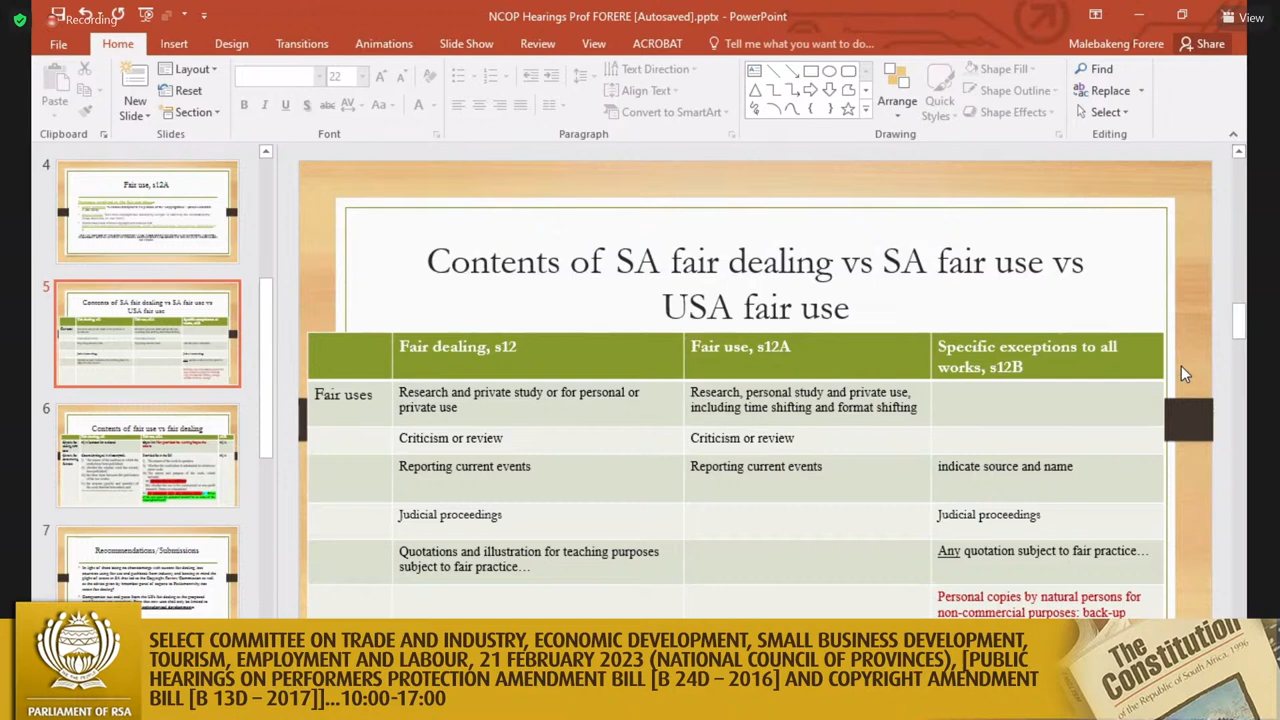 Recording
NCOP Hearings Prof FORERE [Autosaved].pptx - PowerPoint
View
File
Home
Insert
Design
Transitions
Animations
Slide Show
Review
View
ACROBAT
Tell me what you want to do...
Malebakeng Forere
Share
Paste
New
Slide
Layout
Reset
Section
22
B I U S abc AV Aa A
Text Direction
Align Text
Convert to SmartArt
Arrange
Quick
Styles
Shape Fill
Shape Outline
Shape Effects
Find
Replace
Select
Clipboard
Slides
Font
Paragraph
Drawing
Editing
4
Fair use, s12A
5
Contents of SA fair dealing vs SA fair use vs
USA fair use
6
Contents of fair use vs fair dealing
7
Recommendations/Submissions
Contents of SA fair dealing vs SA fair use vs
USA fair use
Fair dealing, s12
Fair use, s12A
Specific exceptions to all
works, s12B
Fair uses
Research and private study or for personal or
private use
Research, personal study and private use,
including time shifting and format shifting
Criticism or review
Criticism or review
Reporting current events
Reporting current events
indicate source and name
Judicial proceedings
Judicial proceedings
Quotations and illustration for teaching purposes
subject to fair practice…
Any quotation subject to fair practice…
Personal copies by natural persons for
non-commercial purposes: back-up
SELECT COMMITTEE ON TRADE AND INDUSTRY, ECONOMIC DEVELOPMENT, SMALL BUSINESS DEVELOPMENT,
TOURISM, EMPLOYMENT AND LABOUR, 21 FEBRUARY 2023 (NATIONAL COUNCIL OF PROVINCES), [PUBLIC
HEARINGS ON PERFORMERS PROTECTION AMENDMENT BILL [B 24D – 2016] AND COPYRIGHT AMENDMENT
BILL [B 13D – 2017]]...10:00-17:00
PARLIAMENT OF RSA
The
Constitution
of the Republic of South Africa, 1996